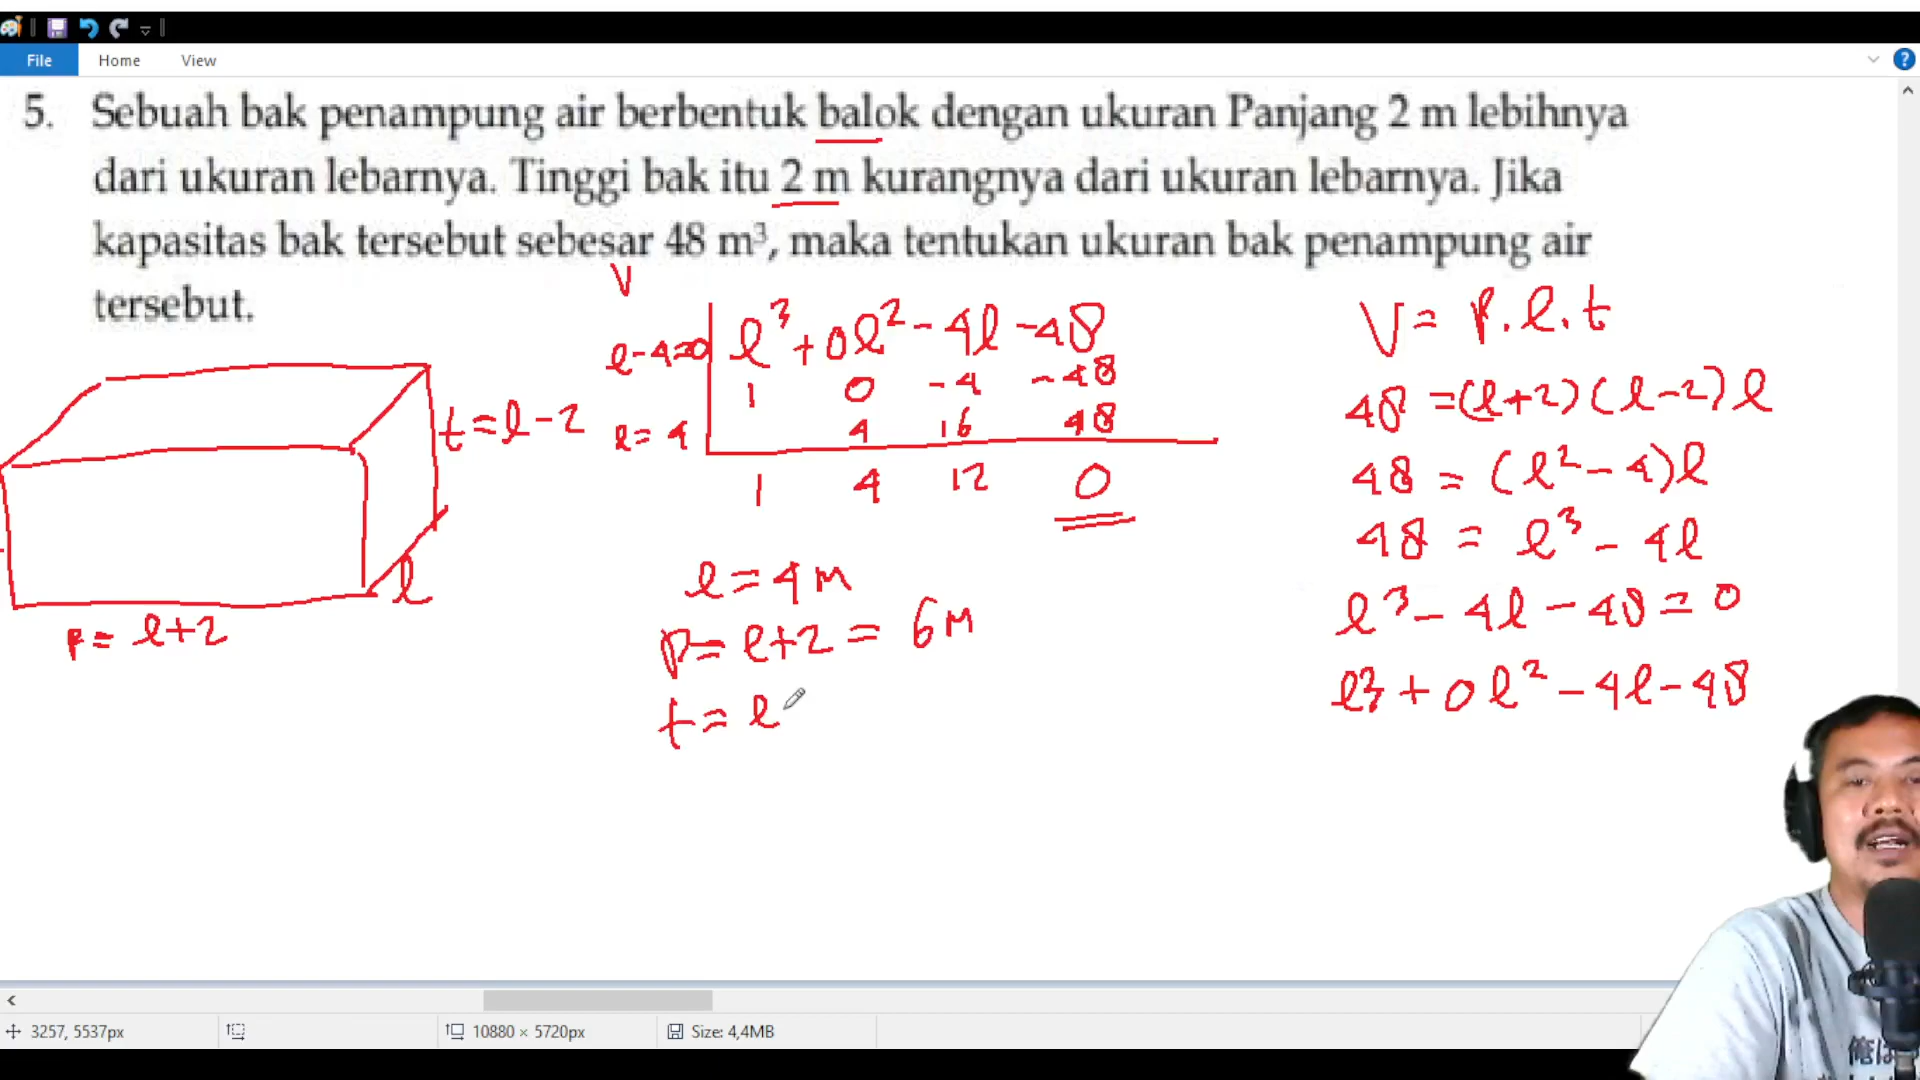 File Home View
5. Sebuah bak penampung air berbentuk balok dengan ukuran Panjang 2 m lebihnya
dari ukuran lebarnya. Tinggi bak itu 2 m kurangnya dari ukuran lebarnya. Jika
kapasitas bak tersebut sebesar 48 m³, maka tentukan ukuran bak penampung air
tersebut.
V
t = l - 2
l
p = l + 2
l - 4 = 0
l³ + 0l² - 4l - 48
1 0 -4 -48
l = 4
4 16 48
1 4 12 0
l = 4 m
p = l + 2 = 6 m
t = l
V = p . l . t
48 = (l + 2) (l - 2) l
48 = (l² - 4) l
48 = l³ - 4l
l³ - 4l - 48 = 0
l³ + 0l² - 4l - 48
3257, 5537px
10880 × 5720px
Size: 4,4MB